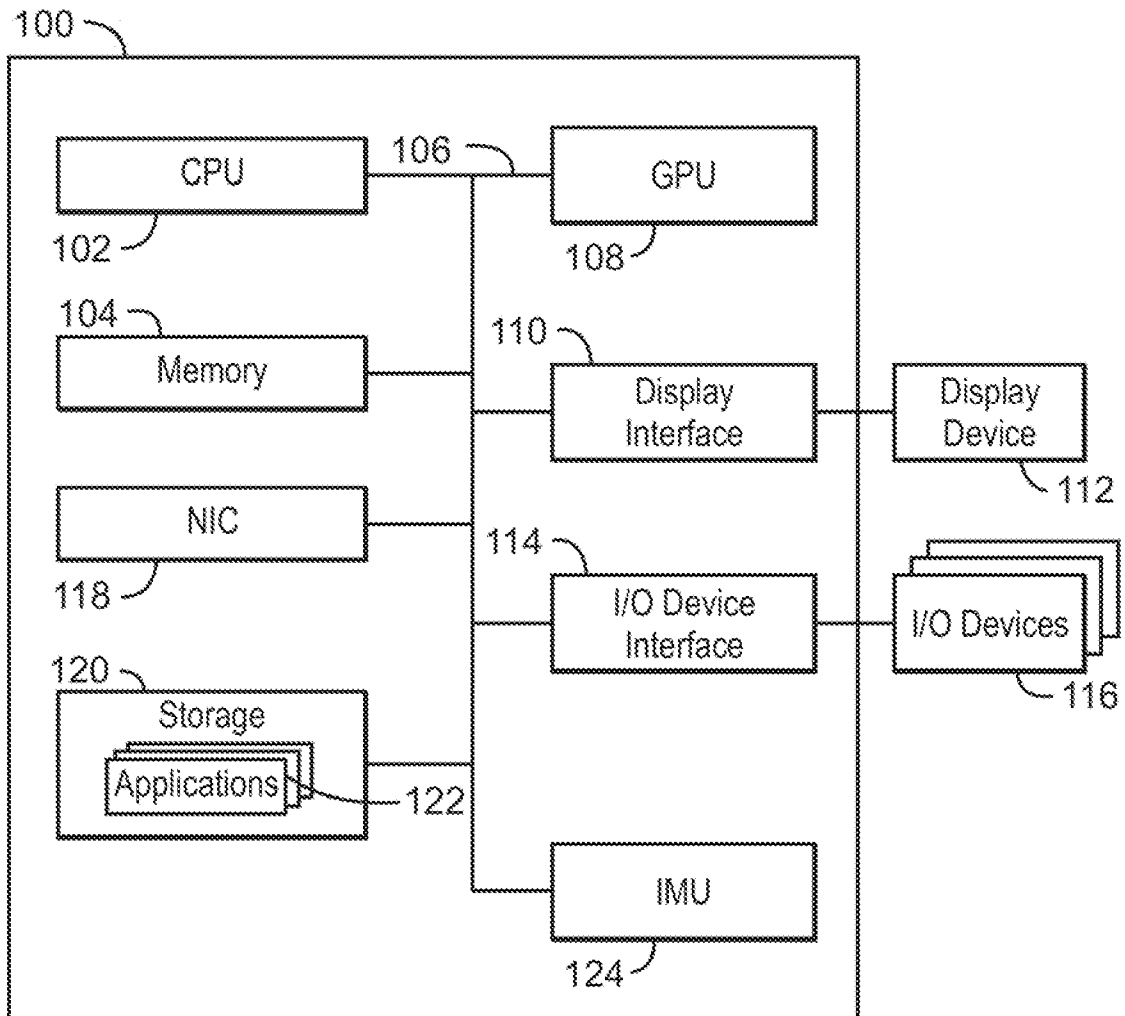 100
CPU
106
GPU
102
108
104
Memory
110
Display
Interface
Display
Device
112
NIC
118
114
I/O Device
Interface
I/O Devices
116
120
Storage
Applications
122
IMU
124